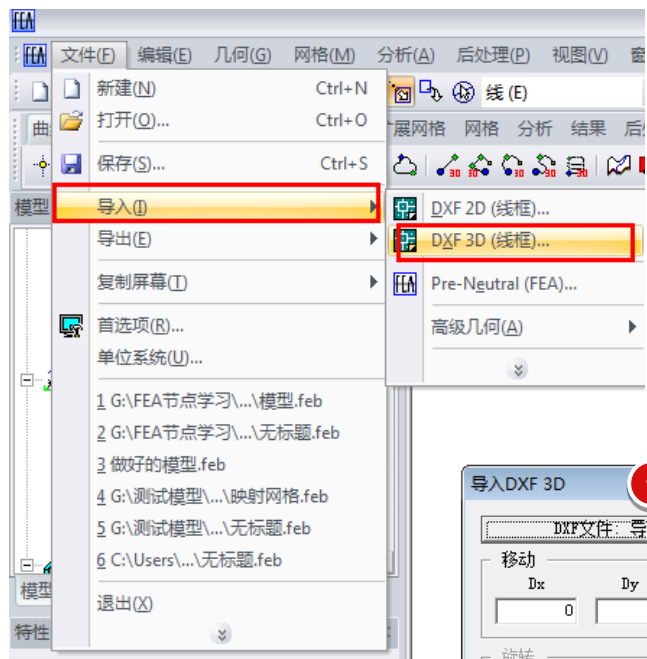 FEA
FEA 文件(F) 编辑(E) 几何(G) 网格(M) 分析(A) 后处理(P) 视图(V) 窗
新建(N) Ctrl+N
线 (E)
打开(O)... Ctrl+O
曲
展网格 网格 分析 结果 后
保存(S)... Ctrl+S
模型
导入(I)
DXF 2D (线框)...
导出(E)
DXF 3D (线框)...
复制屏幕(T)
FEA Pre-Neutral (FEA)...
首选项(R)...
高级几何(A)
单位系统(U)...
1 G:\FEA节点学习\...\模型.feb
2 G:\FEA节点学习\...\无标题.feb
3 做好的模型.feb
4 G:\测试模型\...\映射网格.feb
5 G:\测试模型\...\无标题.feb
6 C:\Users\...\无标题.feb
退出(X)
模型
特性
导入DXF 3D
DXF文件: 导
移动
Dx Dy
0
旋转